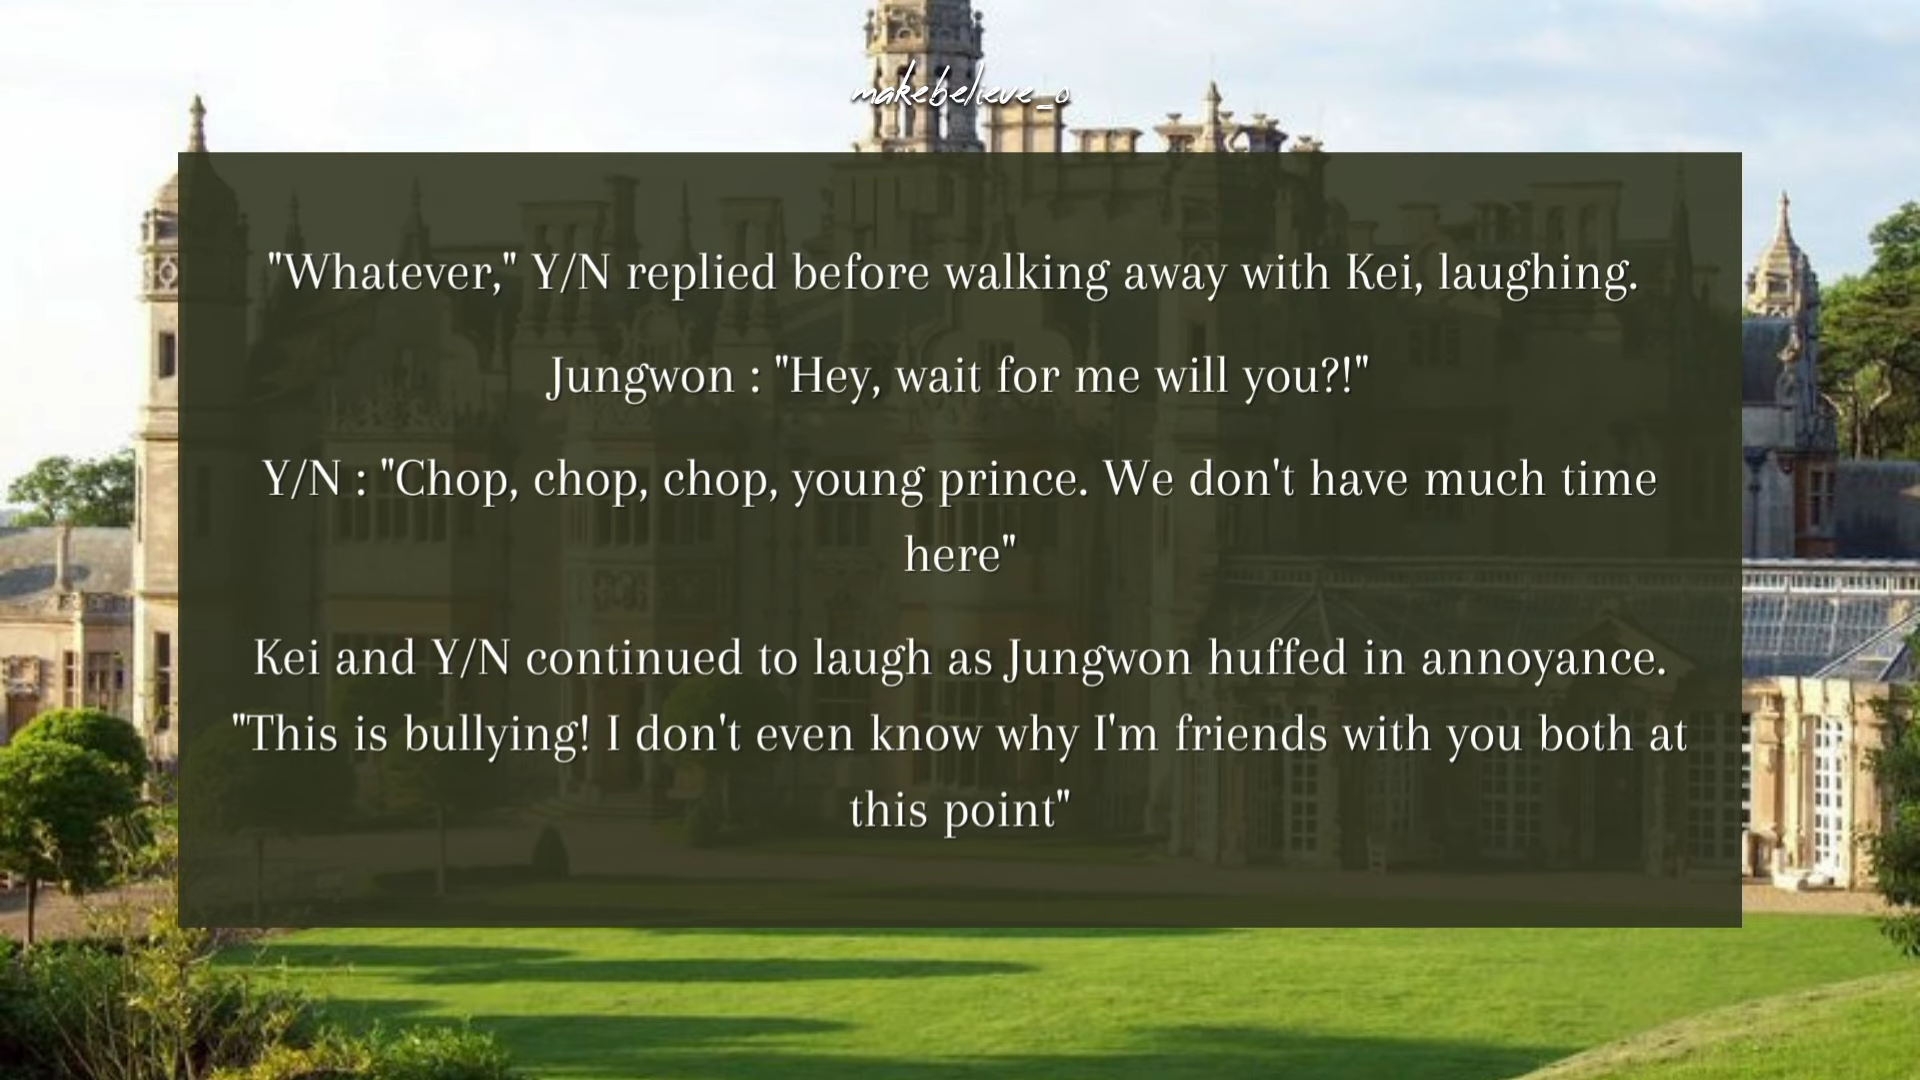 makebelieve_o
"Whatever," Y/N replied before walking away with Kei, laughing.
Jungwon : "Hey, wait for me will you?!"
Y/N : "Chop, chop, chop, young prince. We don't have much time
here"
Kei and Y/N continued to laugh as Jungwon huffed in annoyance.
"This is bullying! I don't even know why I'm friends with you both at
this point"